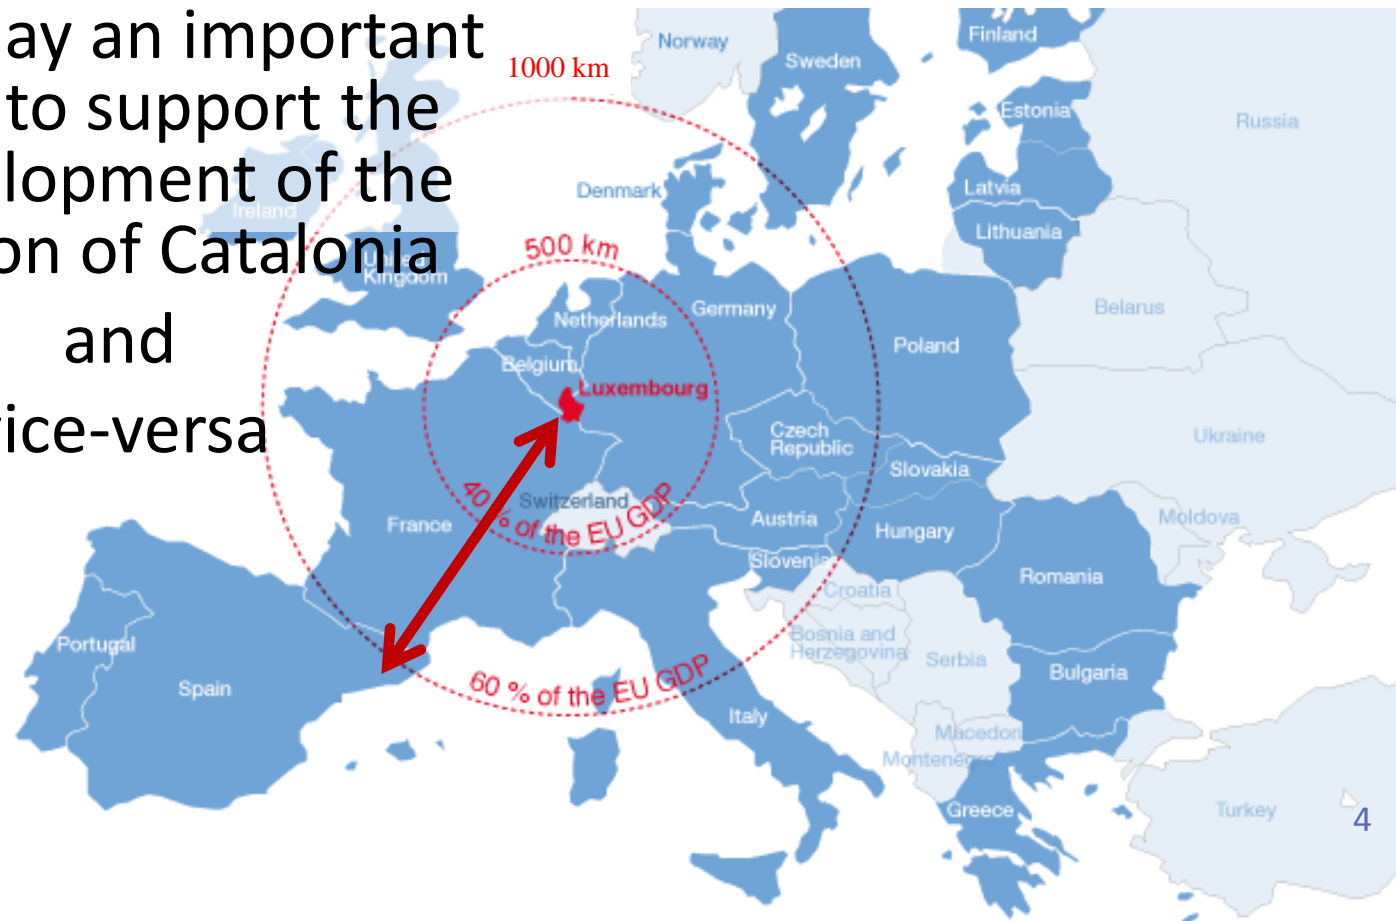 ay an important
to support the
lopment of the
on of Catalonia
and
vice-versa
1000 km
Norway
Sweden
Finland
Estonia
Russia
Latvia
Lithuania
Denmark
Ireland
United
Kingdom
500 km
Netherlands
Germany
Belarus
Poland
Belgium
Luxembourg
Czech
Republic
Ukraine
Slovakia
Switzerland
40 % of the EU GDP
France
Austria
Hungary
Moldova
Slovenia
Romania
Croatia
Portugal
Bosnia and
Herzegovina
Serbia
Bulgaria
Spain
60 % of the EU GDP
Italy
Macedon
Montenegro
Greece
Turkey
4